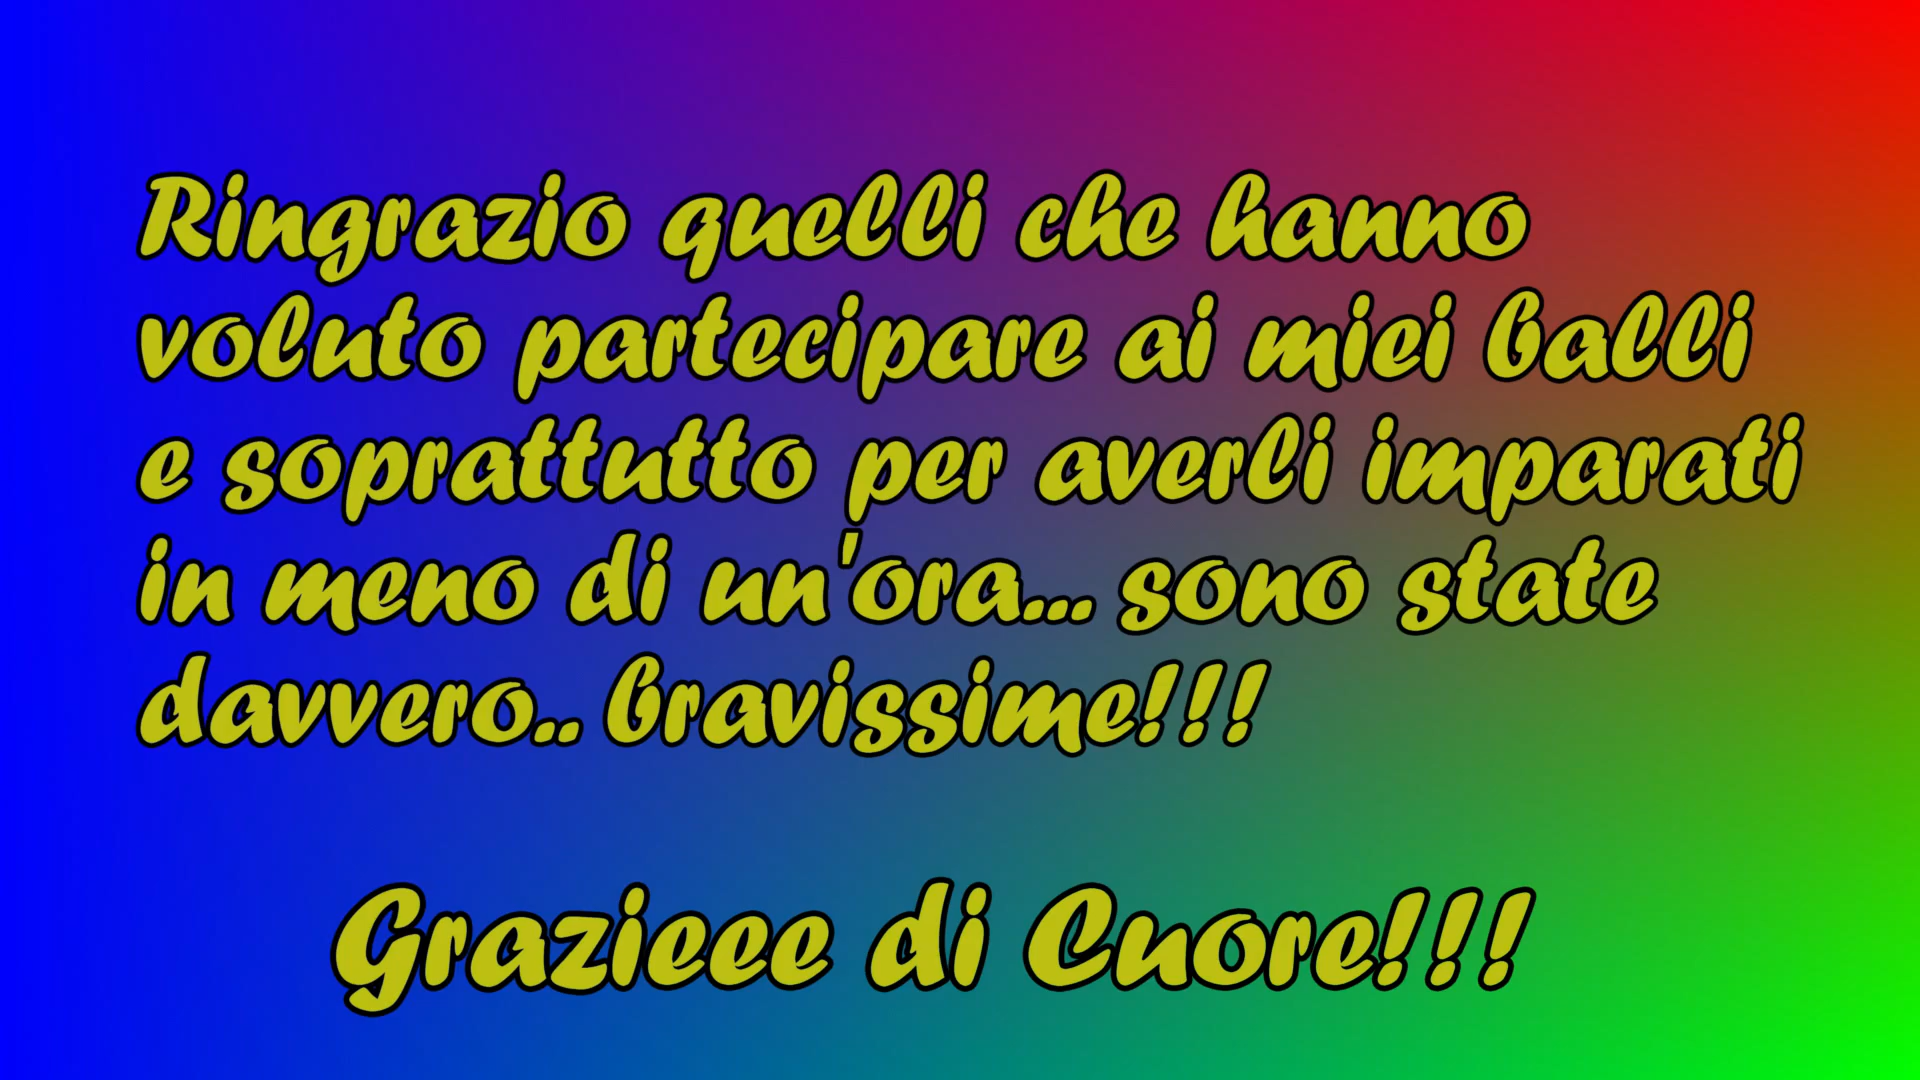 Ringrazio quelli che hanno
voluto partecipare ai miei balli
e soprattutto per averli imparati
in meno di un'ora... sono state
davvero.. bravissime!!!
Grazieee di Cuore!!!